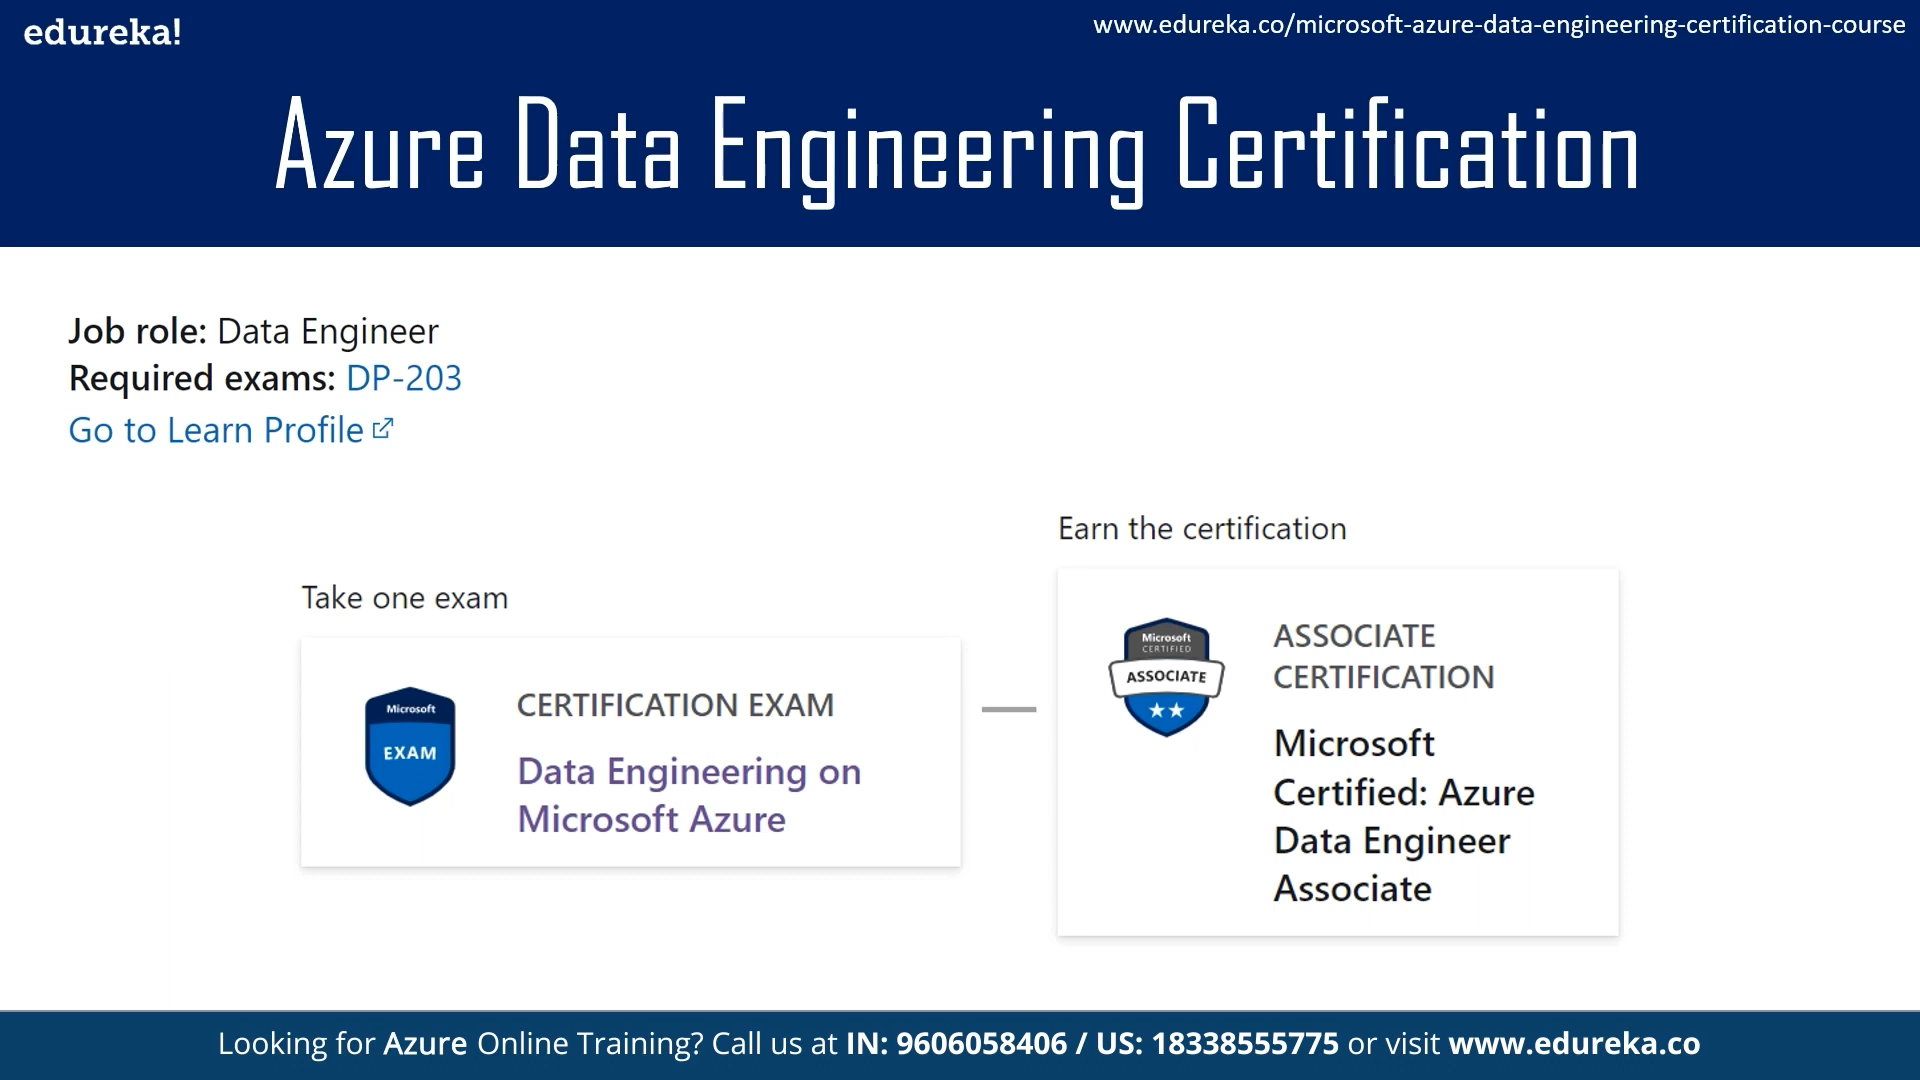 edureka!
www.edureka.co/microsoft-azure-data-engineering-certification-course
Azure Data Engineering Certification
Job role: Data Engineer
Required exams: DP-203
Go to Learn Profile
Take one exam
Microsoft
EXAM
CERTIFICATION EXAM
Data Engineering on
Microsoft Azure
Earn the certification
Microsoft
CERTIFIED
ASSOCIATE
ASSOCIATE
CERTIFICATION
Microsoft
Certified: Azure
Data Engineer
Associate
Looking for Azure Online Training? Call us at IN: 9606058406 / US: 18338555775 or visit www.edureka.co